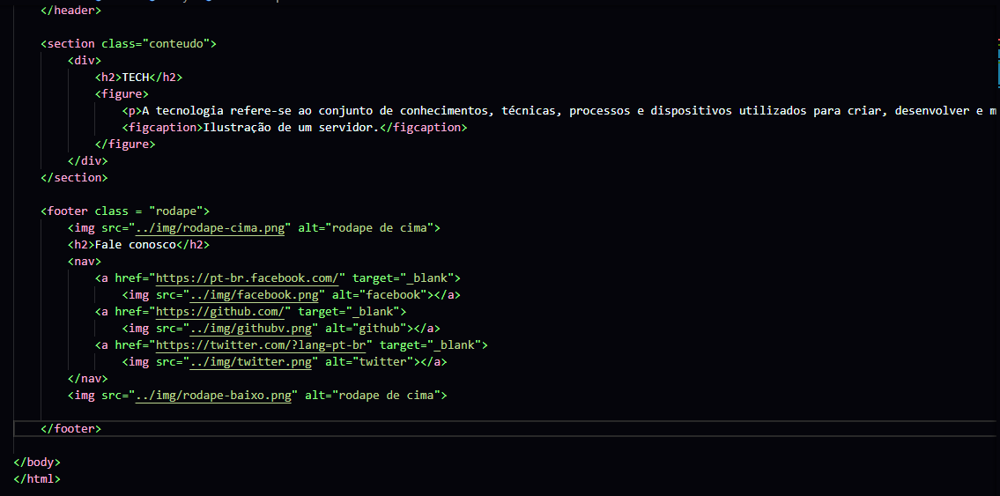 </header>
<section class="conteudo">
<div>
<h2>TECH</h2>
<figure>
<p>A tecnologia refere-se ao conjunto de conhecimentos, técnicas, processos e dispositivos utilizados para criar, desenvolver e m
<figcaption>Ilustração de um servidor.</figcaption>
</figure>
</div>
</section>
<footer class = "rodape">
<img src="../img/rodape-cima.png" alt="rodape de cima">
<h2>Fale conosco</h2>
<nav>
<a href="https://pt-br.facebook.com/" target="_blank">
<img src="../img/facebook.png" alt="facebook"></a>
<a href="https://github.com/" target="_blank">
<img src="../img/githubv.png" alt="github"></a>
<a href="https://twitter.com/?lang=pt-br" target="_blank">
<img src="../img/twitter.png" alt="twitter"></a>
</nav>
<img src="../img/rodape-baixo.png" alt="rodape de cima">
</footer>
</body>
</html>